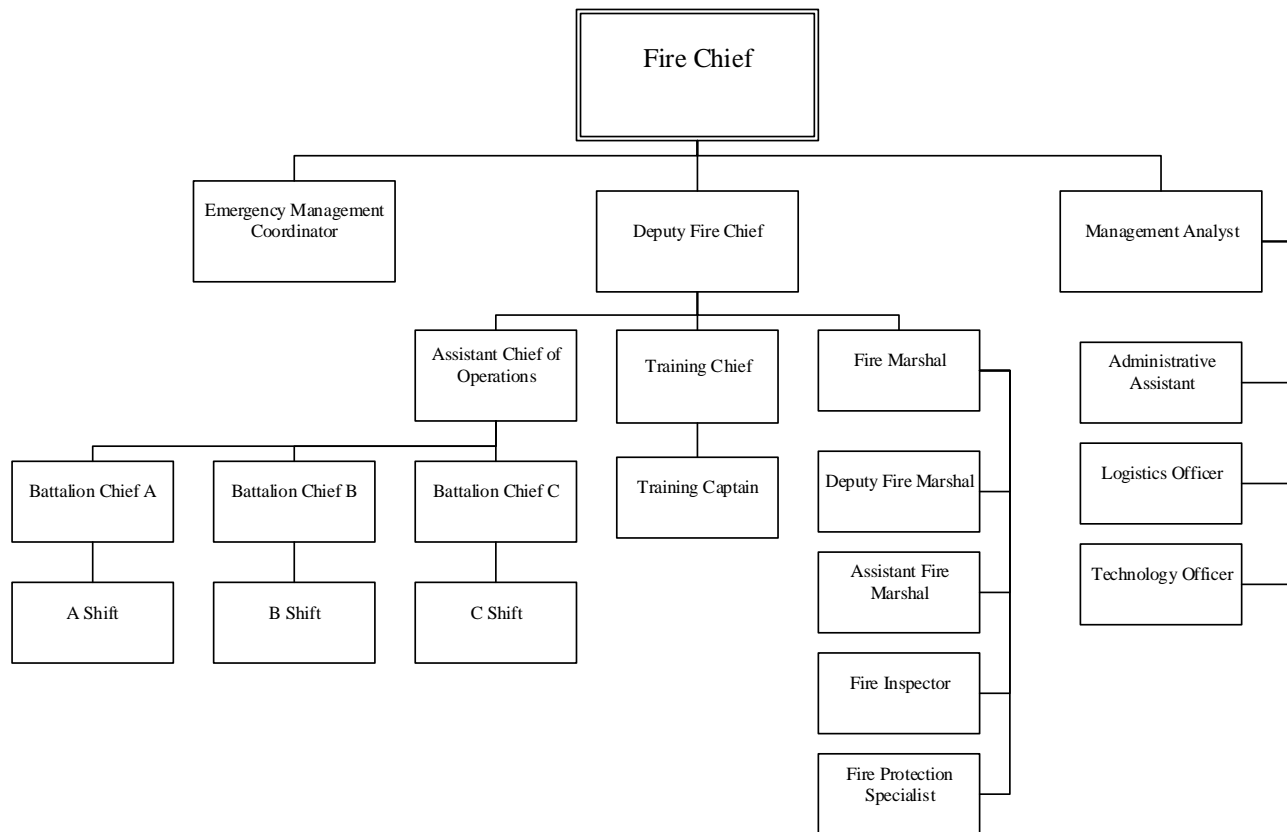 Fire Chief
Emergency Management
Coordinator
Deputy Fire Chief
Management Analyst
Assistant Chief of
Operations
Training Chief
Fire Marshal
Administrative
Assistant
Battalion Chief A
Battalion Chief B
Battalion Chief C
Training Captain
Deputy Fire Marshal
Logistics Officer
Assistant Fire
Marshal
Technology Officer
A Shift
B Shift
C Shift
Fire Inspector
Fire Protection
Specialist